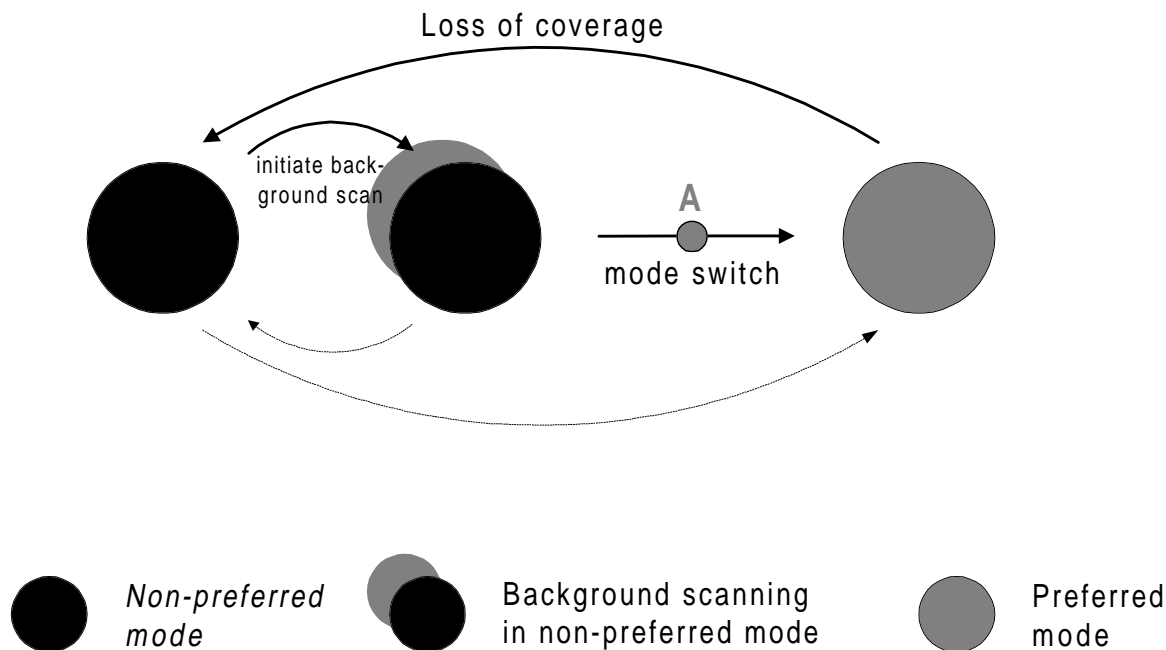 Loss of coverage
initiate back-
ground scan
A
mode switch
Non-preferred
mode
Background scanning
in non-preferred mode
Preferred
mode